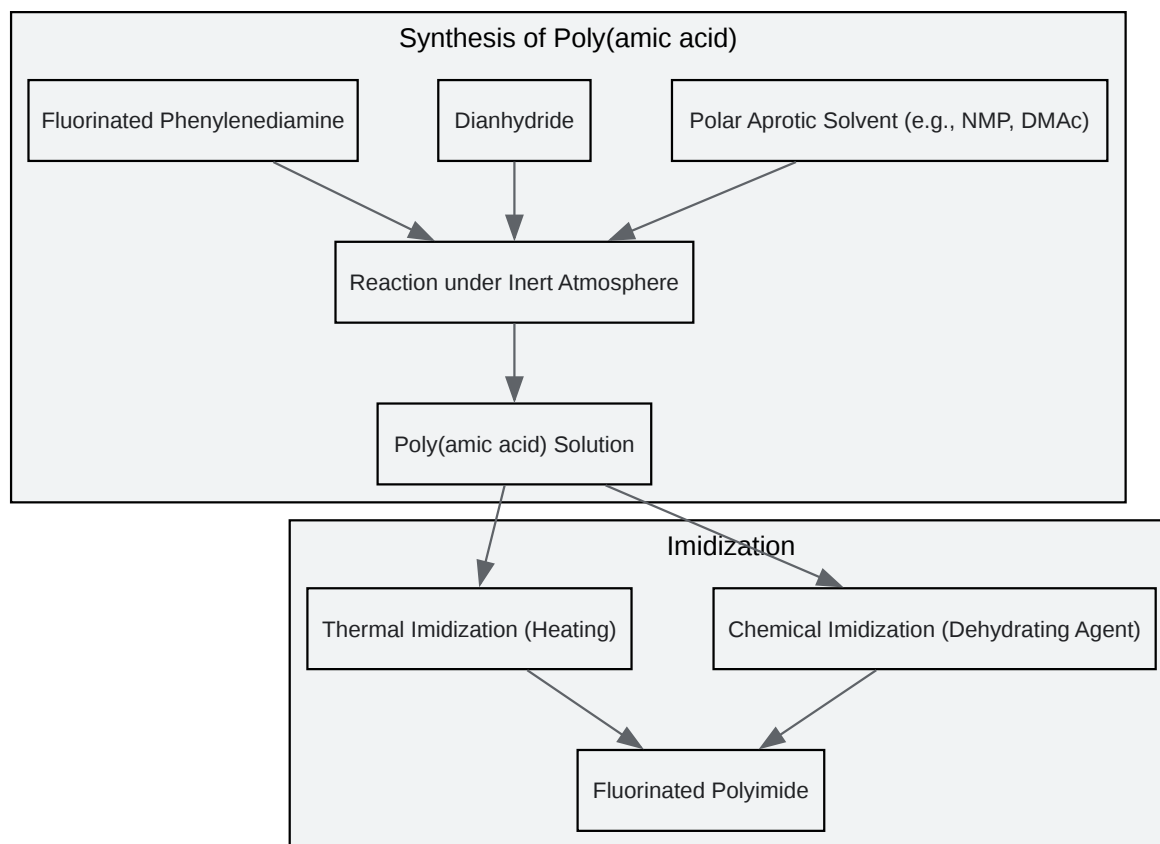 Synthesis of Poly(amic acid)
Fluorinated Phenylenediamine
Dianhydride
Polar Aprotic Solvent (e.g., NMP, DMAc)
Reaction under Inert Atmosphere
Poly(amic acid) Solution
Imidization
Thermal Imidization (Heating)
Chemical Imidization (Dehydrating Agent)
Fluorinated Polyimide